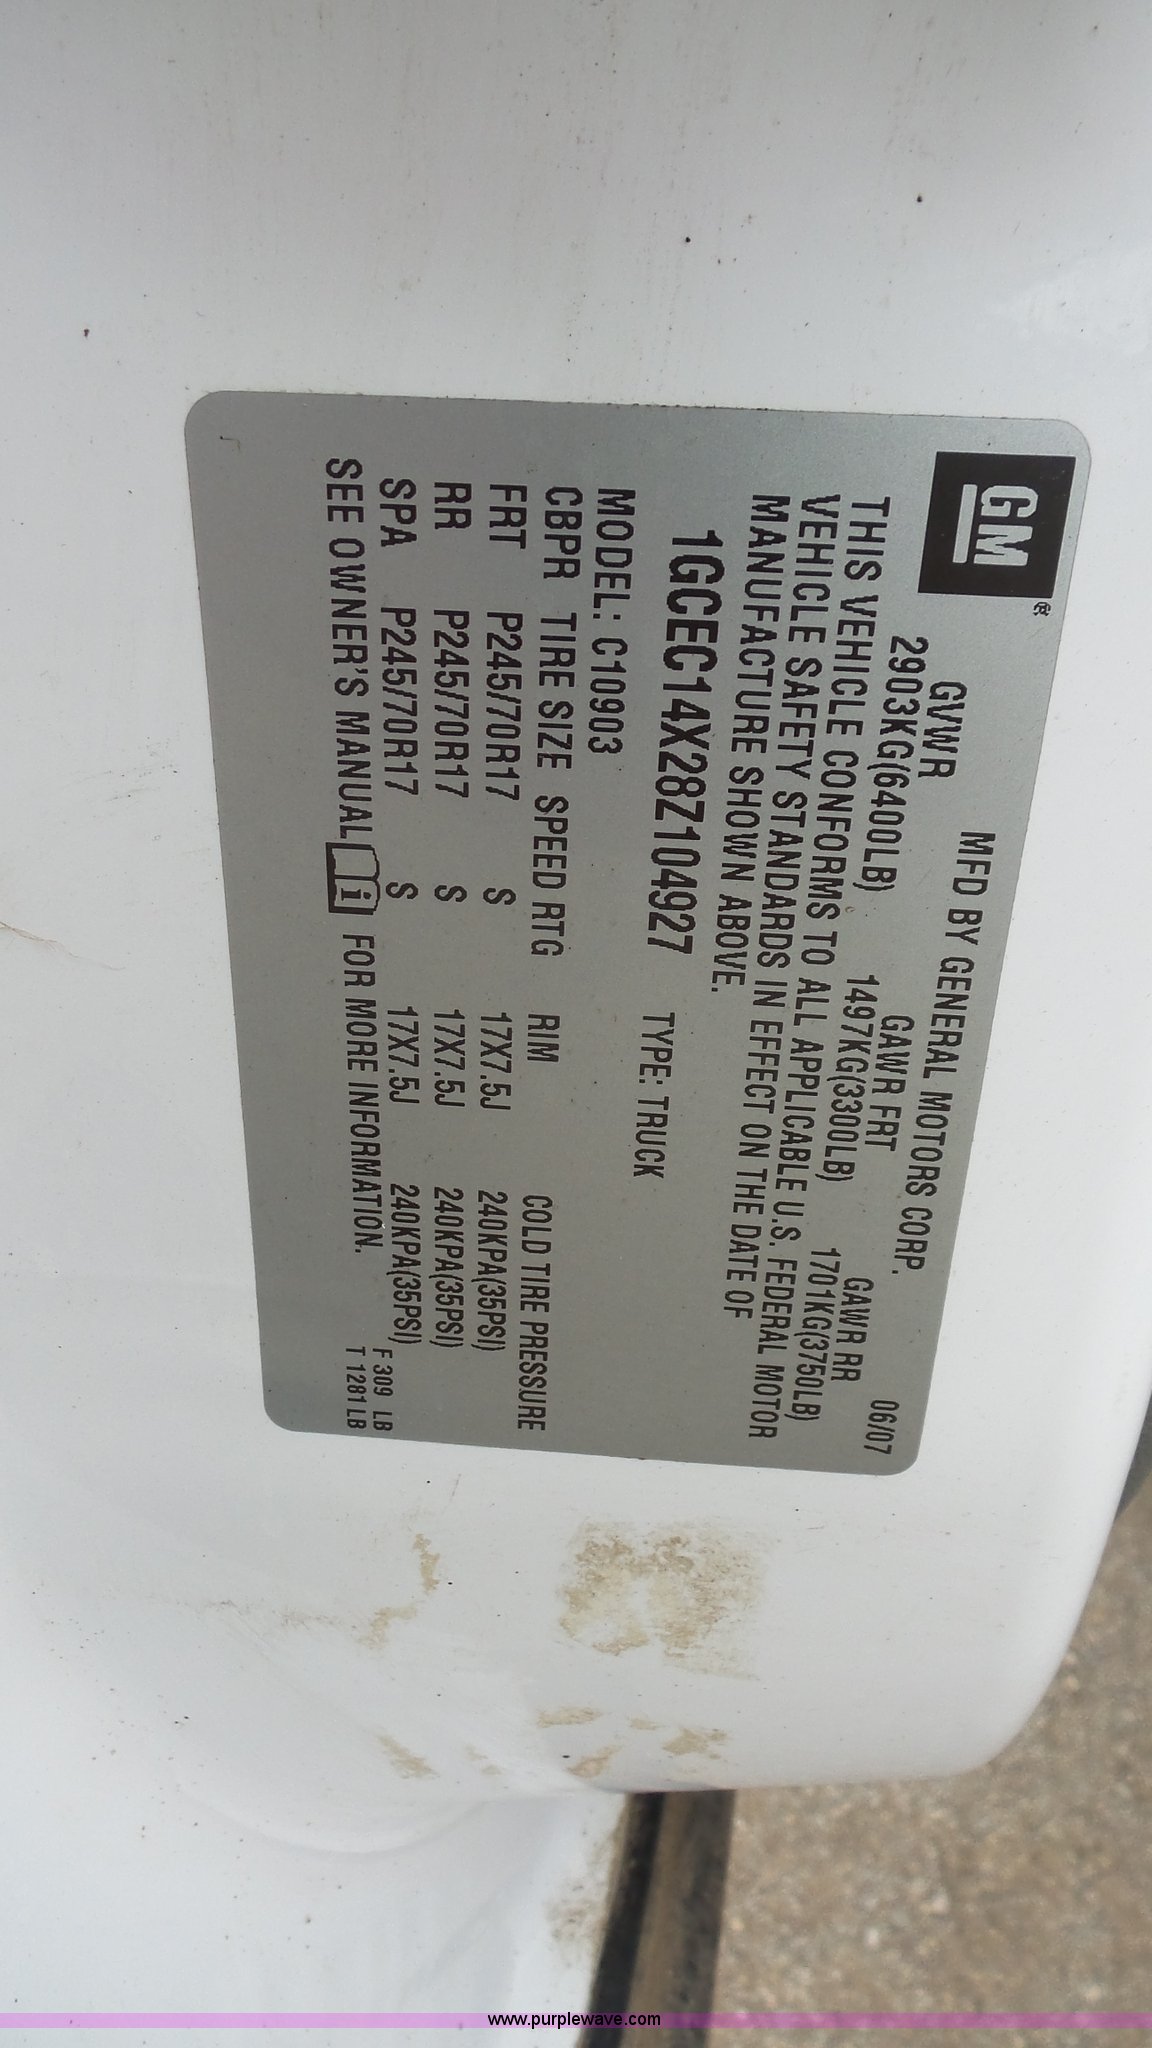 GM®
MFD BY GENERAL MOTORS CORP.
GVWR GAWR FRT GAWR RR 06/07
2903KG(6400LB) 1497KG(3300LB) 1701KG(3750LB)
THIS VEHICLE CONFORMS TO ALL APPLICABLE U.S. FEDERAL MOTOR
VEHICLE SAFETY STANDARDS IN EFFECT ON THE DATE OF
MANUFACTURE SHOWN ABOVE.
1GCEC14X28Z104927 TYPE: TRUCK
MODEL: C10903
CBPR TIRE SIZE SPEED RTG RIM COLD TIRE PRESSURE
FRT P245/70R17 S 17X7.5J 240KPA(35PSI)
RR P245/70R17 S 17X7.5J 240KPA(35PSI)
SPA P245/70R17 S 17X7.5J 240KPA(35PSI)
SEE OWNER'S MANUAL i FOR MORE INFORMATION.
F 309 LB
T 1281LB
www.purplewave.com